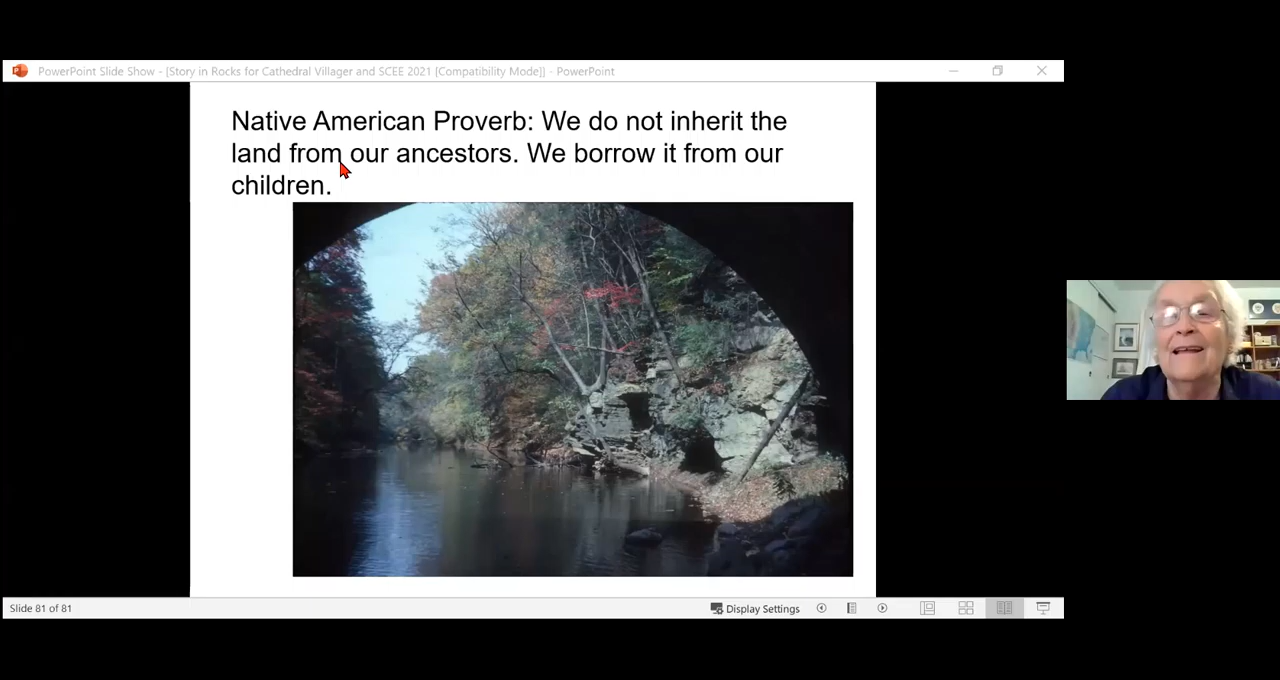 PowerPoint Slide Show - [Story in Rocks for Cathedral Villager and SCEE 2021 [Compatibility Mode]] - PowerPoint
Native American Proverb: We do not inherit the
land from our ancestors. We borrow it from our
children.
Slide 81 of 81
Display Settings